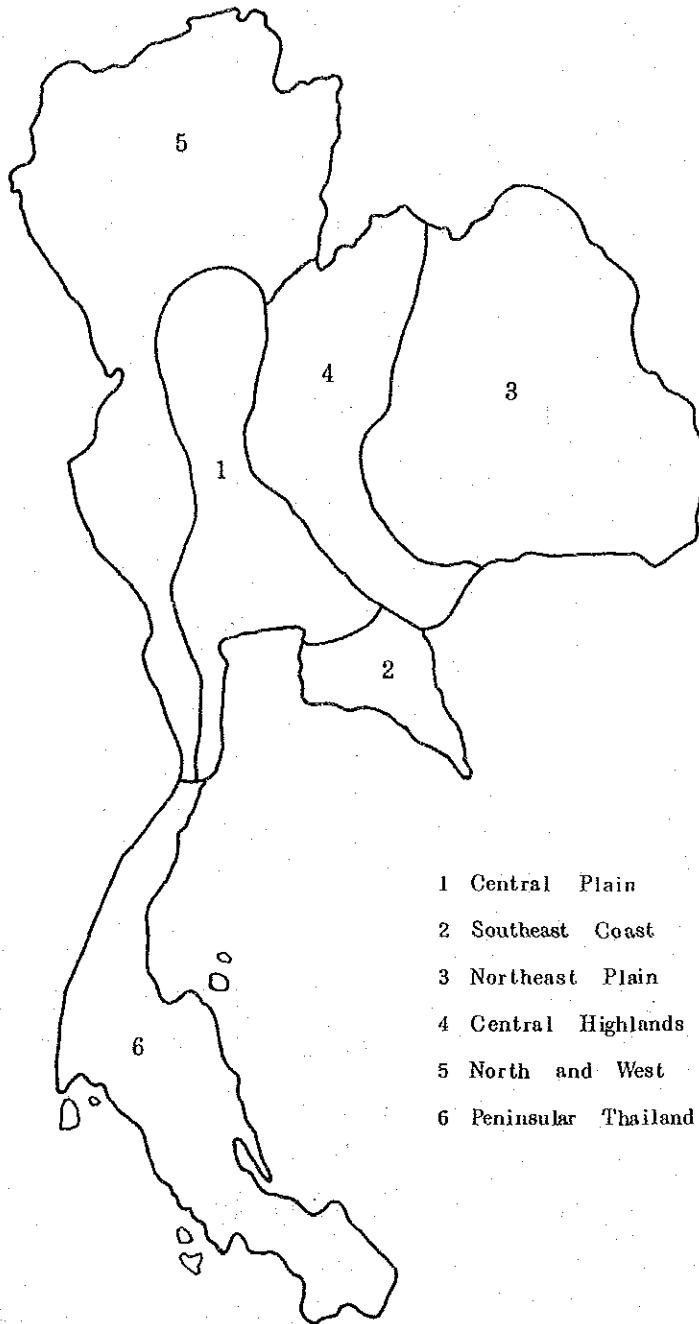 5
4
3
1
2
6
1 Central Plain
2 Southeast Coast
3 Northeast Plain
4 Central Highlands
5 North and West
6 Peninsular Thailand